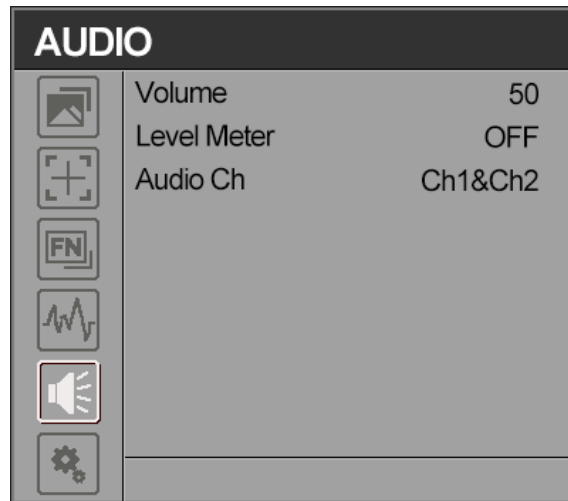 AUDIO
Volume 50
Level Meter OFF
Audio Ch Ch1&Ch2
FN